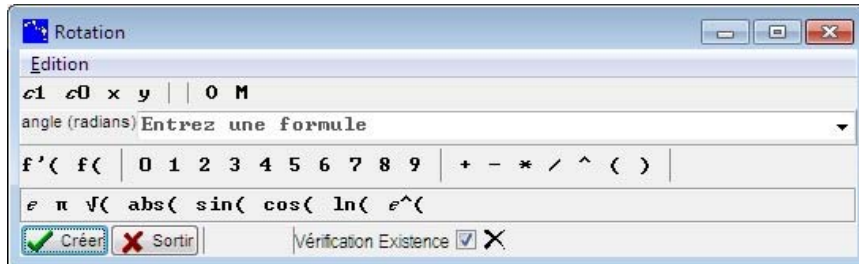 Rotation
Edition
c1 c0 x y | | O M
angle (radians) Entrez une formule
f'( f( | 0 1 2 3 4 5 6 7 8 9 | + - * / ^ ( ) |
e π √( abs( sin( cos( ln( e^(
Créer Sortir Vérification Existence